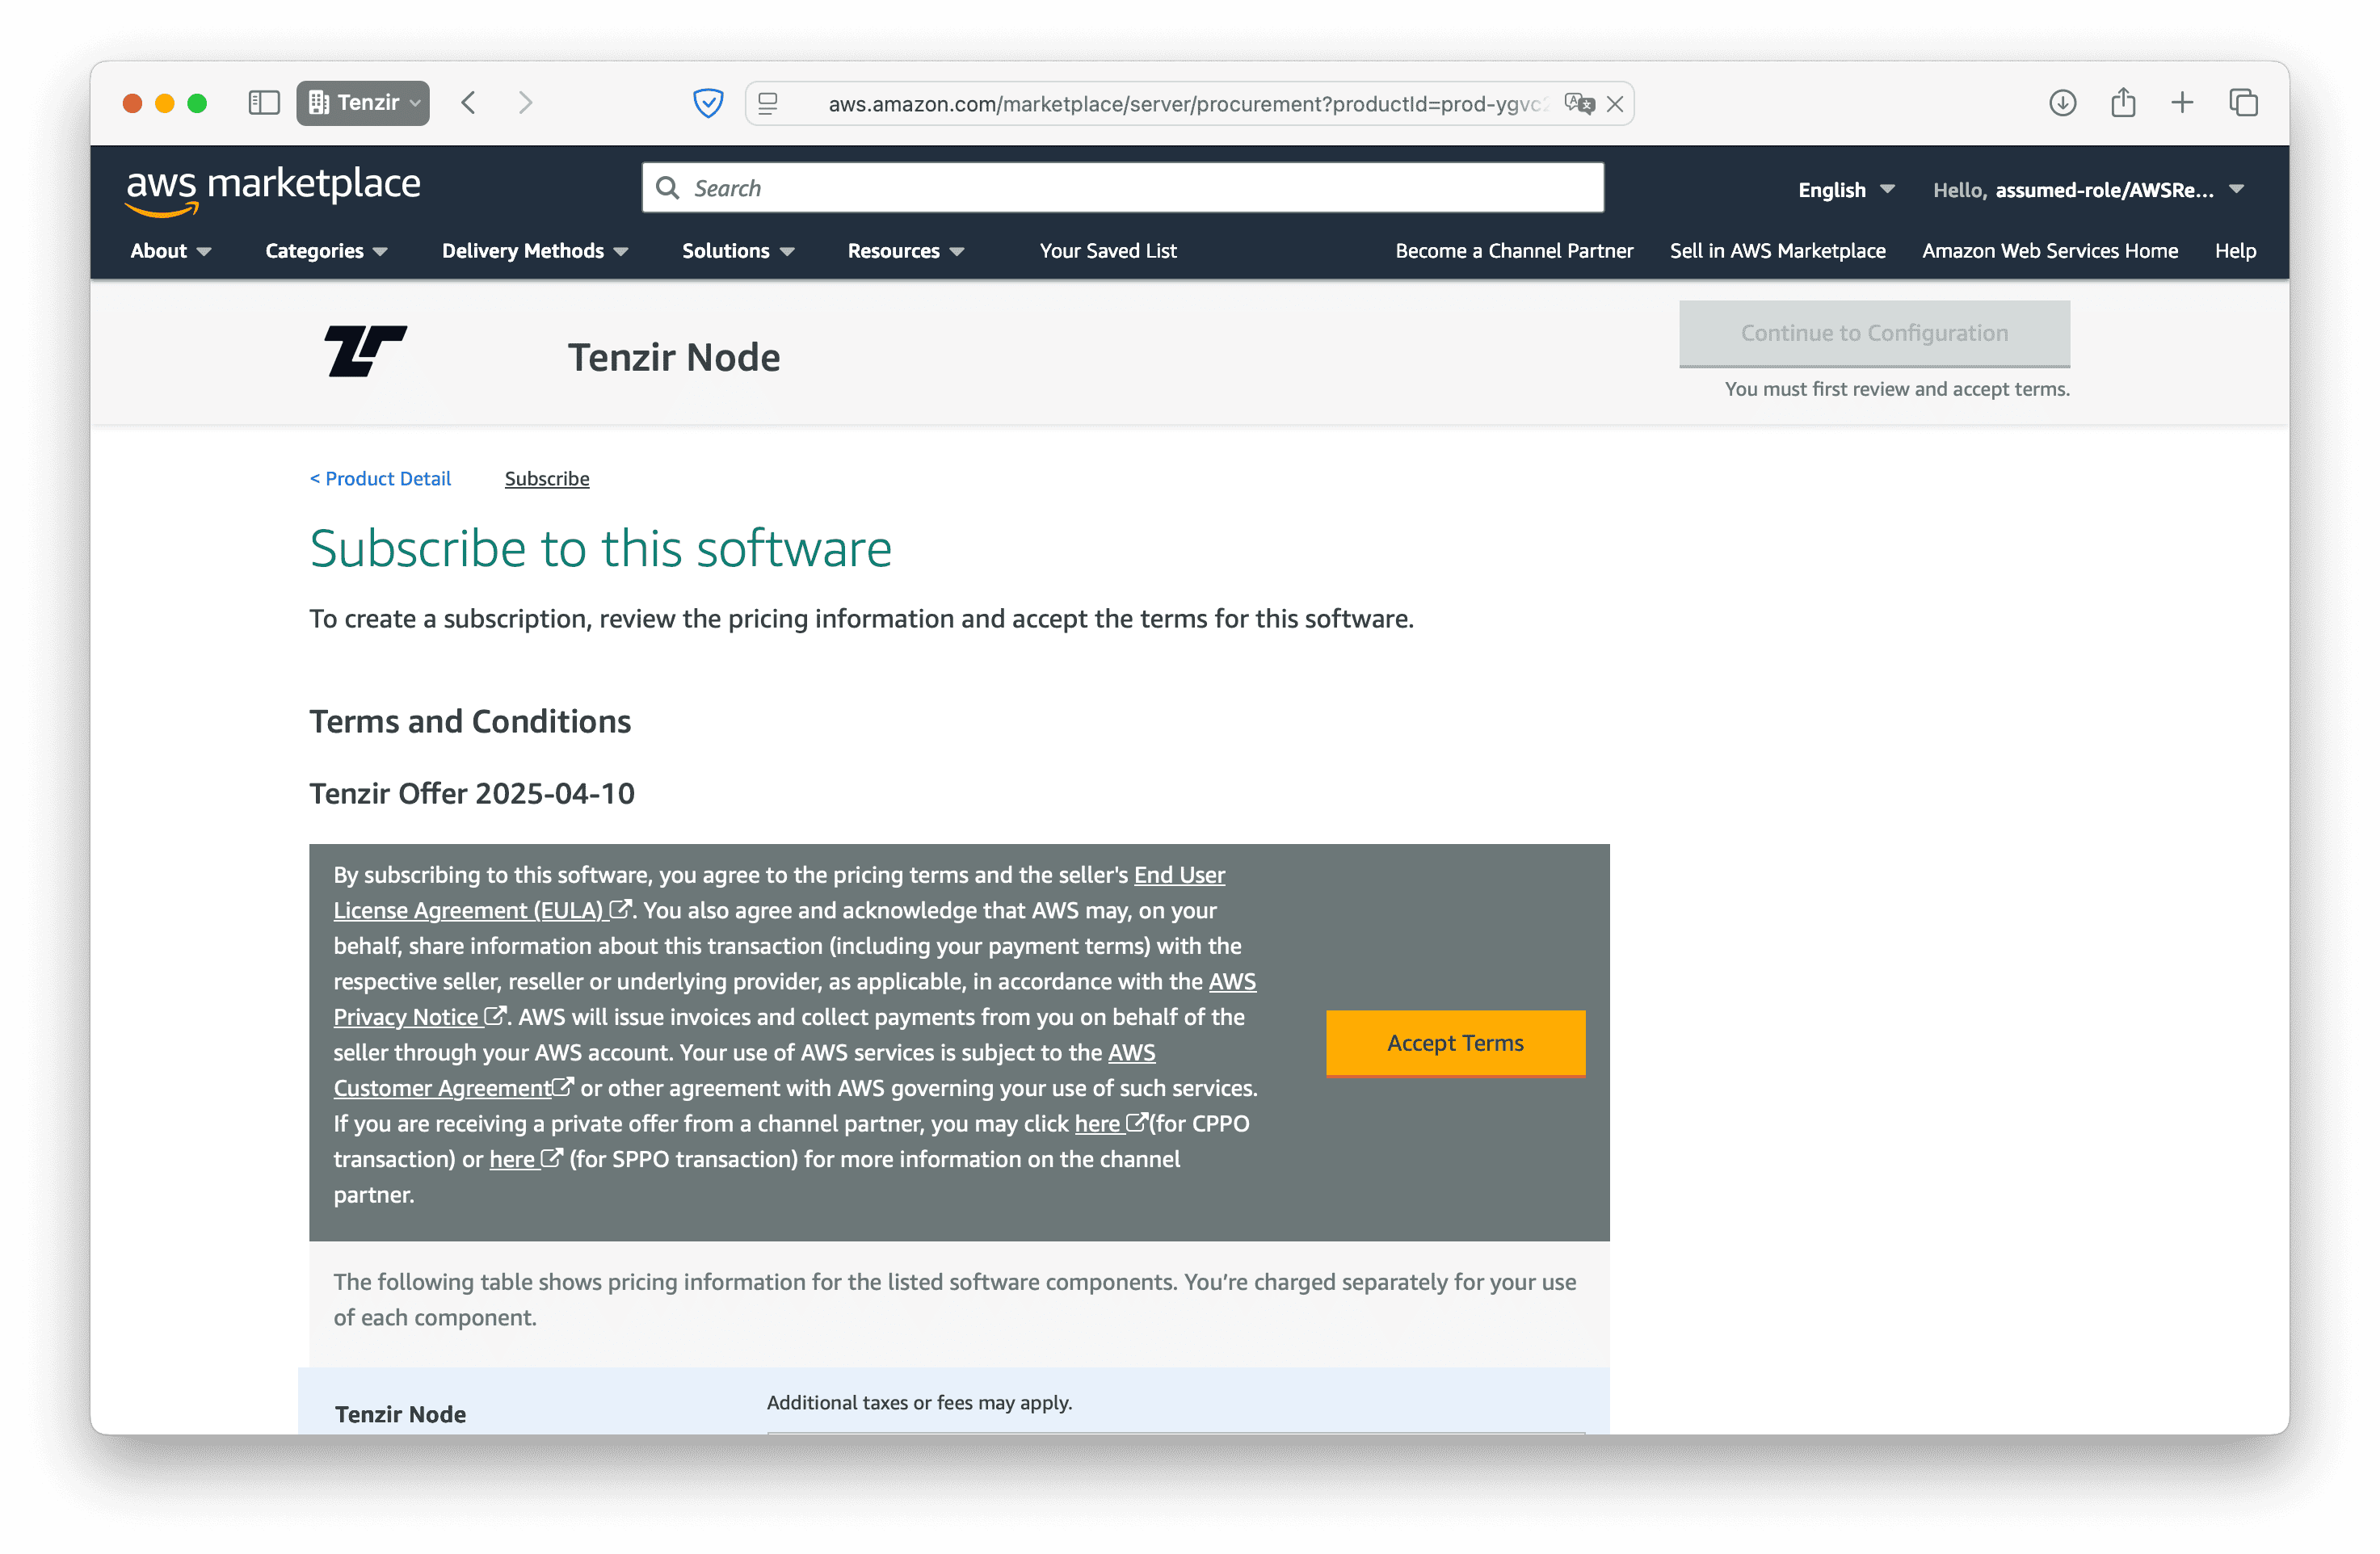 Tenzir
aws.amazon.com/marketplace/server/procurement?productId=prod-ygvc
aws marketplace
Search
English
Hello, assumed-role/AWSRe...
About
Categories
Delivery Methods
Solutions
Resources
Your Saved List
Become a Channel Partner
Sell in AWS Marketplace
Amazon Web Services Home
Help
Tenzir Node
Continue to Configuration
You must first review and accept terms.
< Product Detail
Subscribe
Subscribe to this software
To create a subscription, review the pricing information and accept the terms for this software.
Terms and Conditions
Tenzir Offer 2025-04-10
By subscribing to this software, you agree to the pricing terms and the seller's End User
License Agreement (EULA). You also agree and acknowledge that AWS may, on your
behalf, share information about this transaction (including your payment terms) with the
respective seller, reseller or underlying provider, as applicable, in accordance with the AWS
Privacy Notice. AWS will issue invoices and collect payments from you on behalf of the
seller through your AWS account. Your use of AWS services is subject to the AWS
Customer Agreement or other agreement with AWS governing your use of such services.
If you are receiving a private offer from a channel partner, you may click here (for CPPO
transaction) or here (for SPPO transaction) for more information on the channel
partner.
Accept Terms
The following table shows pricing information for the listed software components. You’re charged separately for your use
of each component.
Tenzir Node
Additional taxes or fees may apply.